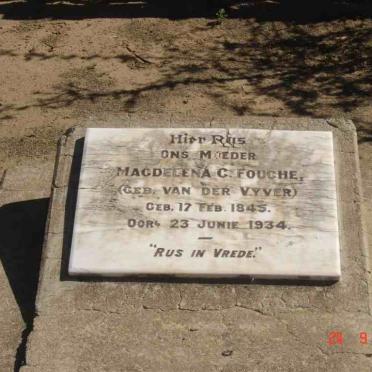 Hier Rus
Ons Moeder
Magdelena C. Fouche,
(Geb. van der Vyver)
Geb. 17 Feb. 1845.
Oorl 23 Junie 1934.
"Rus in Vrede."